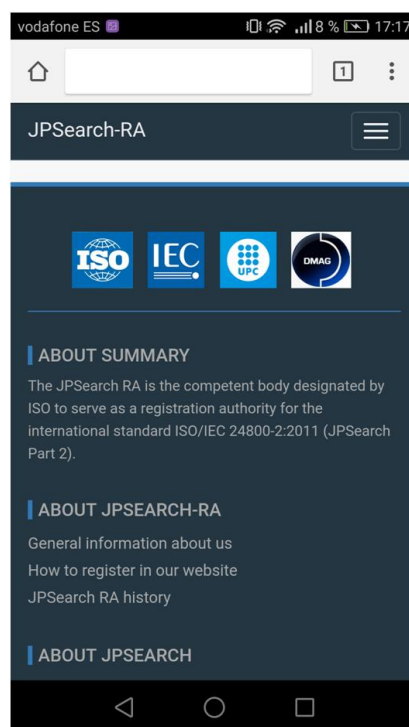 vodafone ES 8 % 17:17
1
JPSearch-RA
ISO IEC UPC DMAG
ABOUT SUMMARY
The JPSearch RA is the competent body designated by
ISO to serve as a registration authority for the
international standard ISO/IEC 24800-2:2011 (JPSearch
Part 2).
ABOUT JPSEARCH-RA
General information about us
How to register in our website
JPSearch RA history
ABOUT JPSEARCH